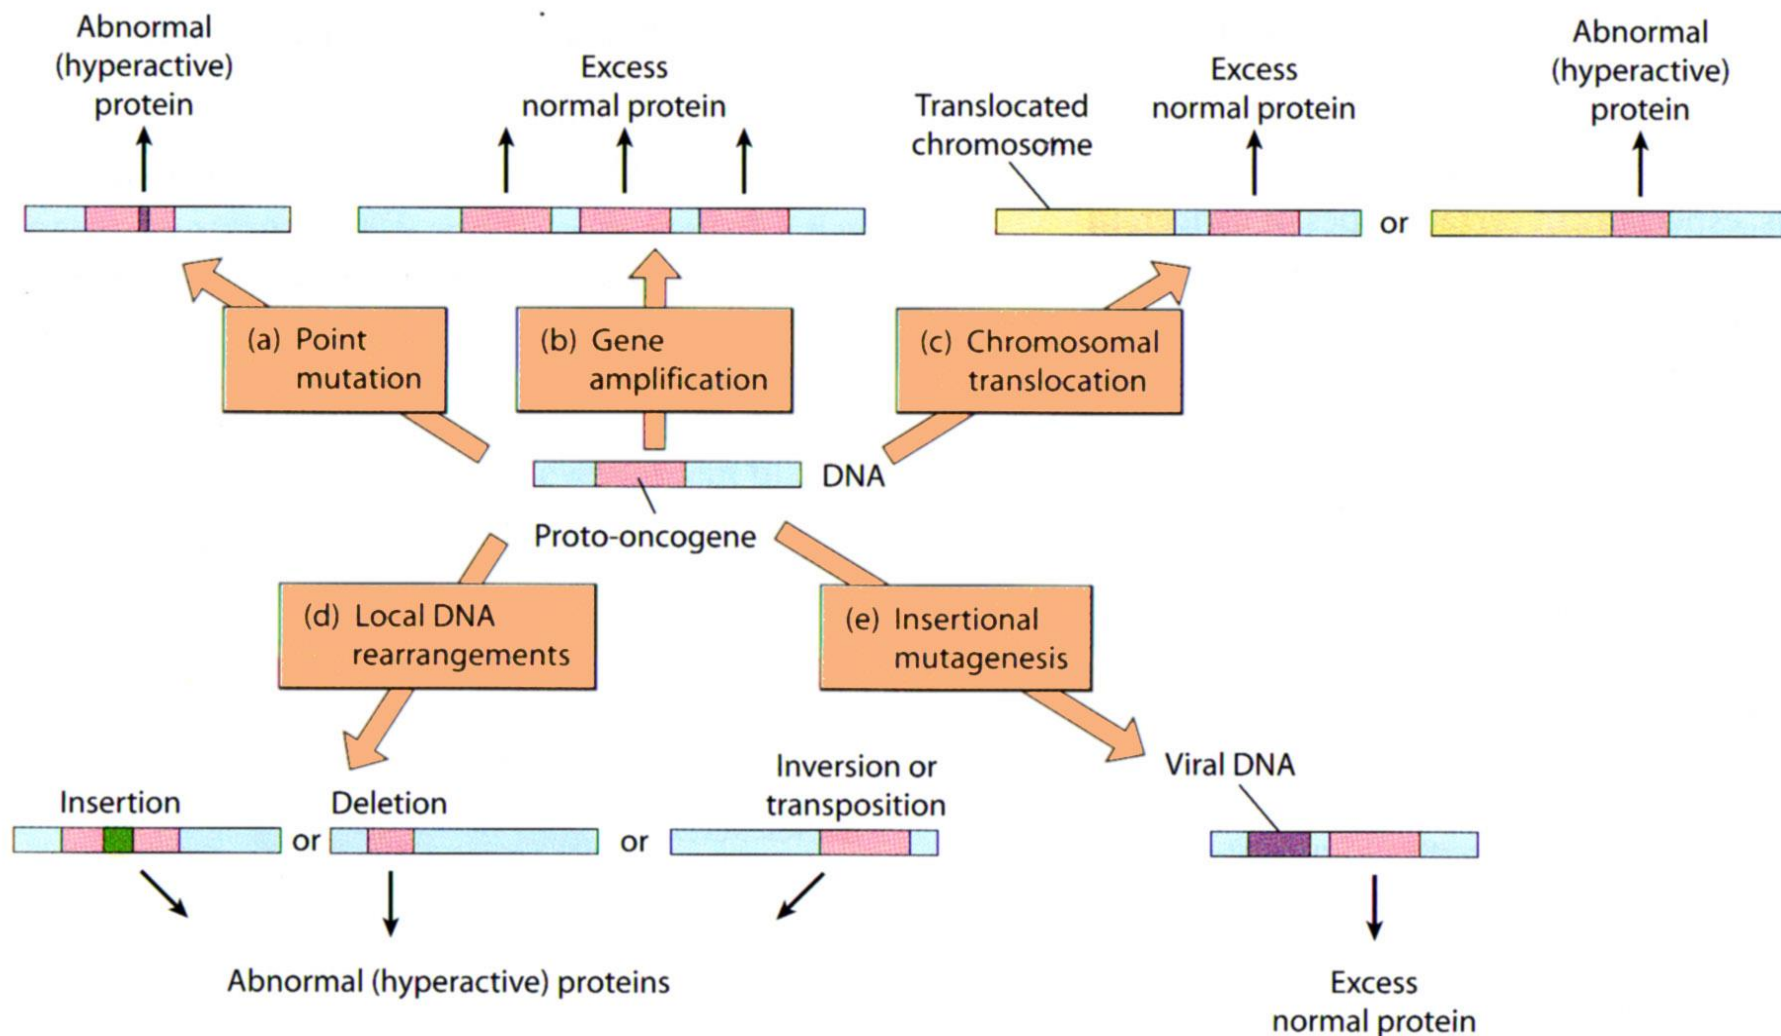 Abnormal
(hyperactive)
protein
Excess
normal protein
Translocated
chromosome
Excess
normal protein
Abnormal
(hyperactive)
protein
or
(a) Point
mutation
(b) Gene
amplification
(c) Chromosomal
translocation
DNA
Proto-oncogene
(d) Local DNA
rearrangements
(e) Insertional
mutagenesis
Insertion
or
Deletion
or
Inversion or
transposition
Viral DNA
Abnormal (hyperactive) proteins
Excess
normal protein